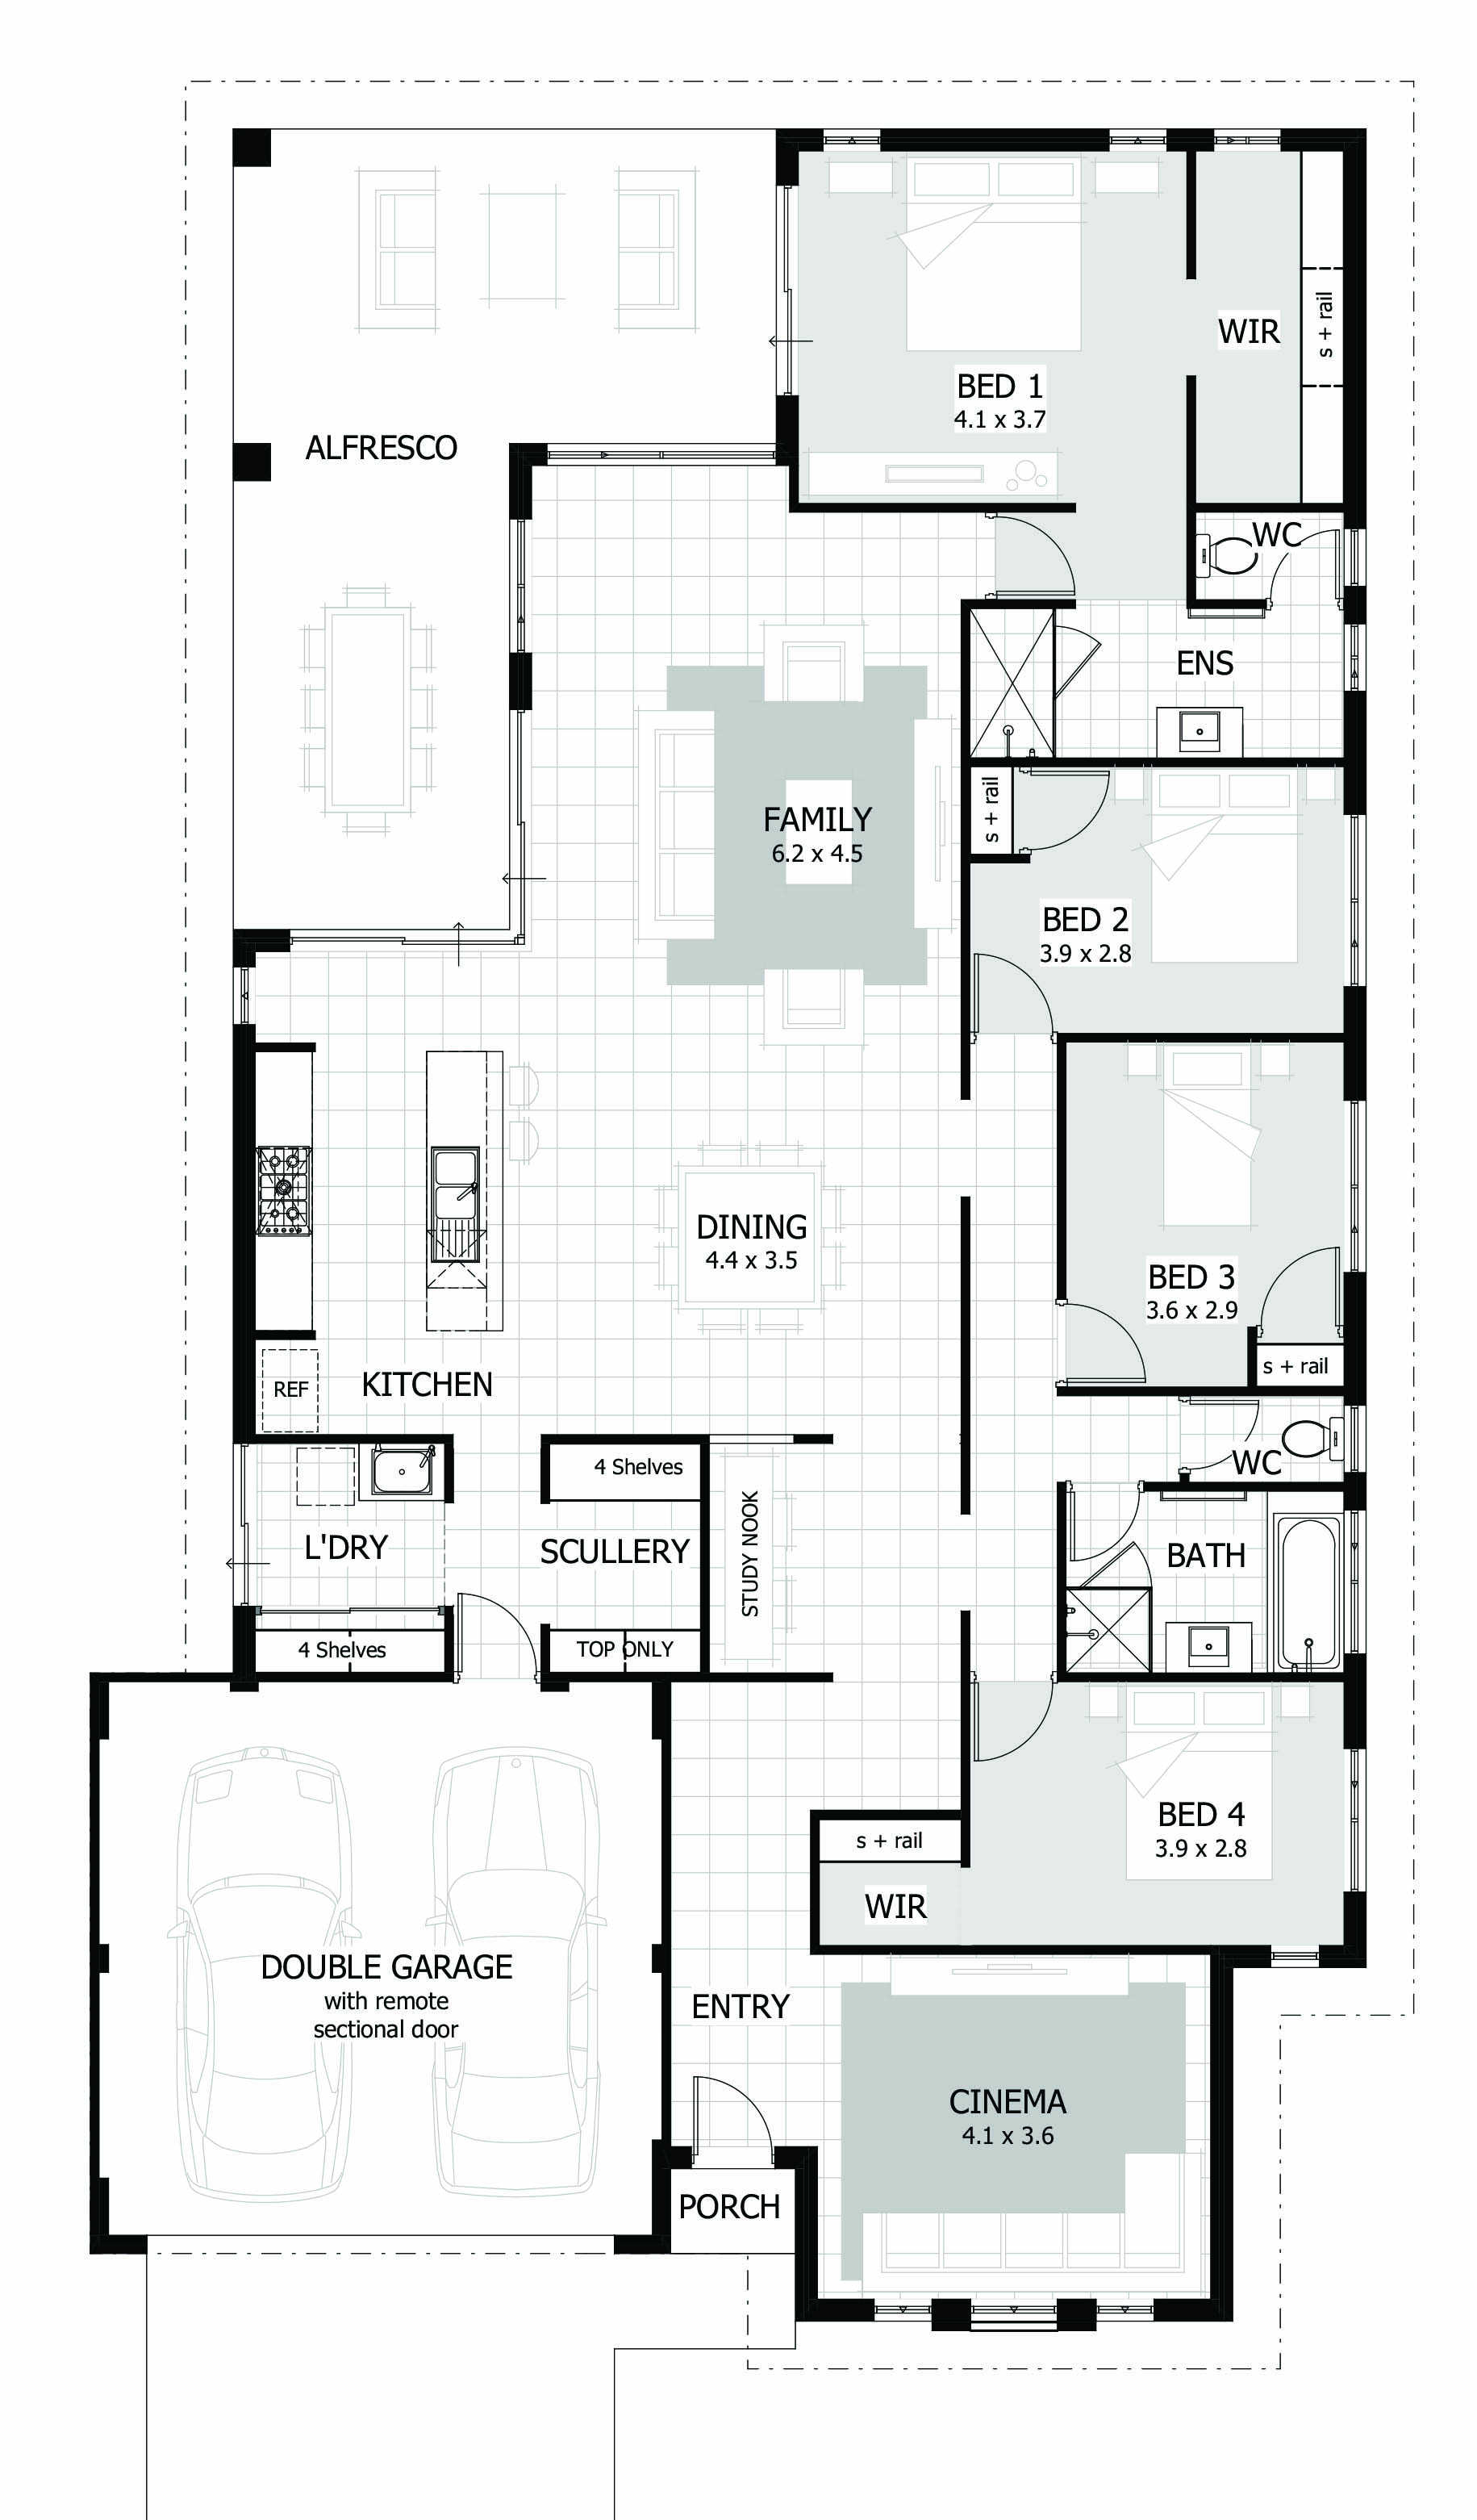 WIR
s + rail
BED 1
4.1 x 3.7
ALFRESCO
WC
ENS
s + rail
FAMILY
6.2 x 4.5
BED 2
3.9 x 2.8
DINING
4.4 x 3.5
BED 3
3.6 x 2.9
s + rail
REF
KITCHEN
WC
4 Shelves
L'DRY
SCULLERY
STUDY NOOK
BATH
4 Shelves
TOP ONLY
BED 4
3.9 x 2.8
s + rail
WIR
DOUBLE GARAGE
with remote
sectional door
ENTRY
CINEMA
4.1 x 3.6
PORCH